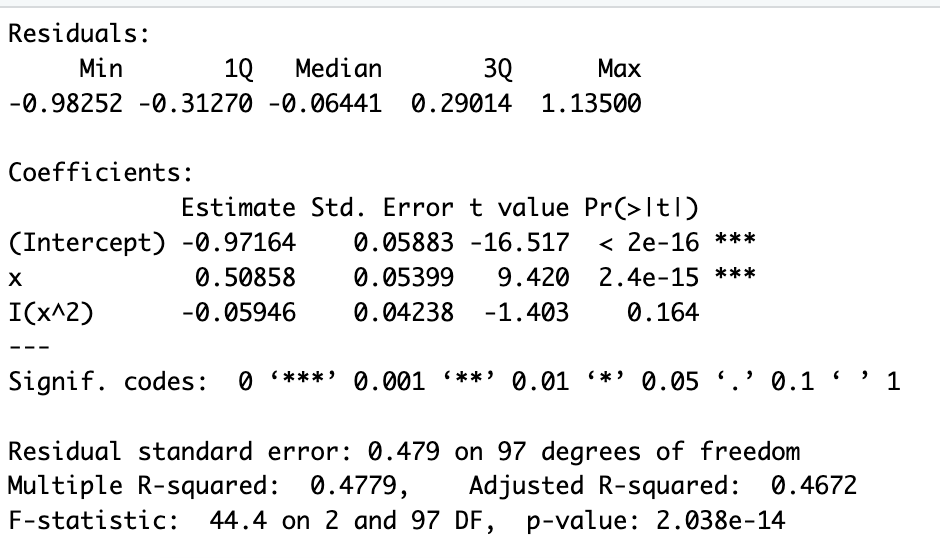 Residuals:
     Min       1Q   Median       3Q      Max
-0.98252 -0.31270 -0.06441  0.29014  1.13500

Coefficients:
            Estimate Std. Error t value Pr(>|t|)
(Intercept) -0.97164    0.05883 -16.517  < 2e-16 ***
x            0.50858    0.05399   9.420  2.4e-15 ***
I(x^2)      -0.05946    0.04238  -1.403    0.164
---
Signif. codes:  0 ‘***’ 0.001 ‘**’ 0.01 ‘*’ 0.05 ‘.’ 0.1 ‘ ’ 1

Residual standard error: 0.479 on 97 degrees of freedom
Multiple R-squared:  0.4779,    Adjusted R-squared:  0.4672
F-statistic:  44.4 on 2 and 97 DF,  p-value: 2.038e-14